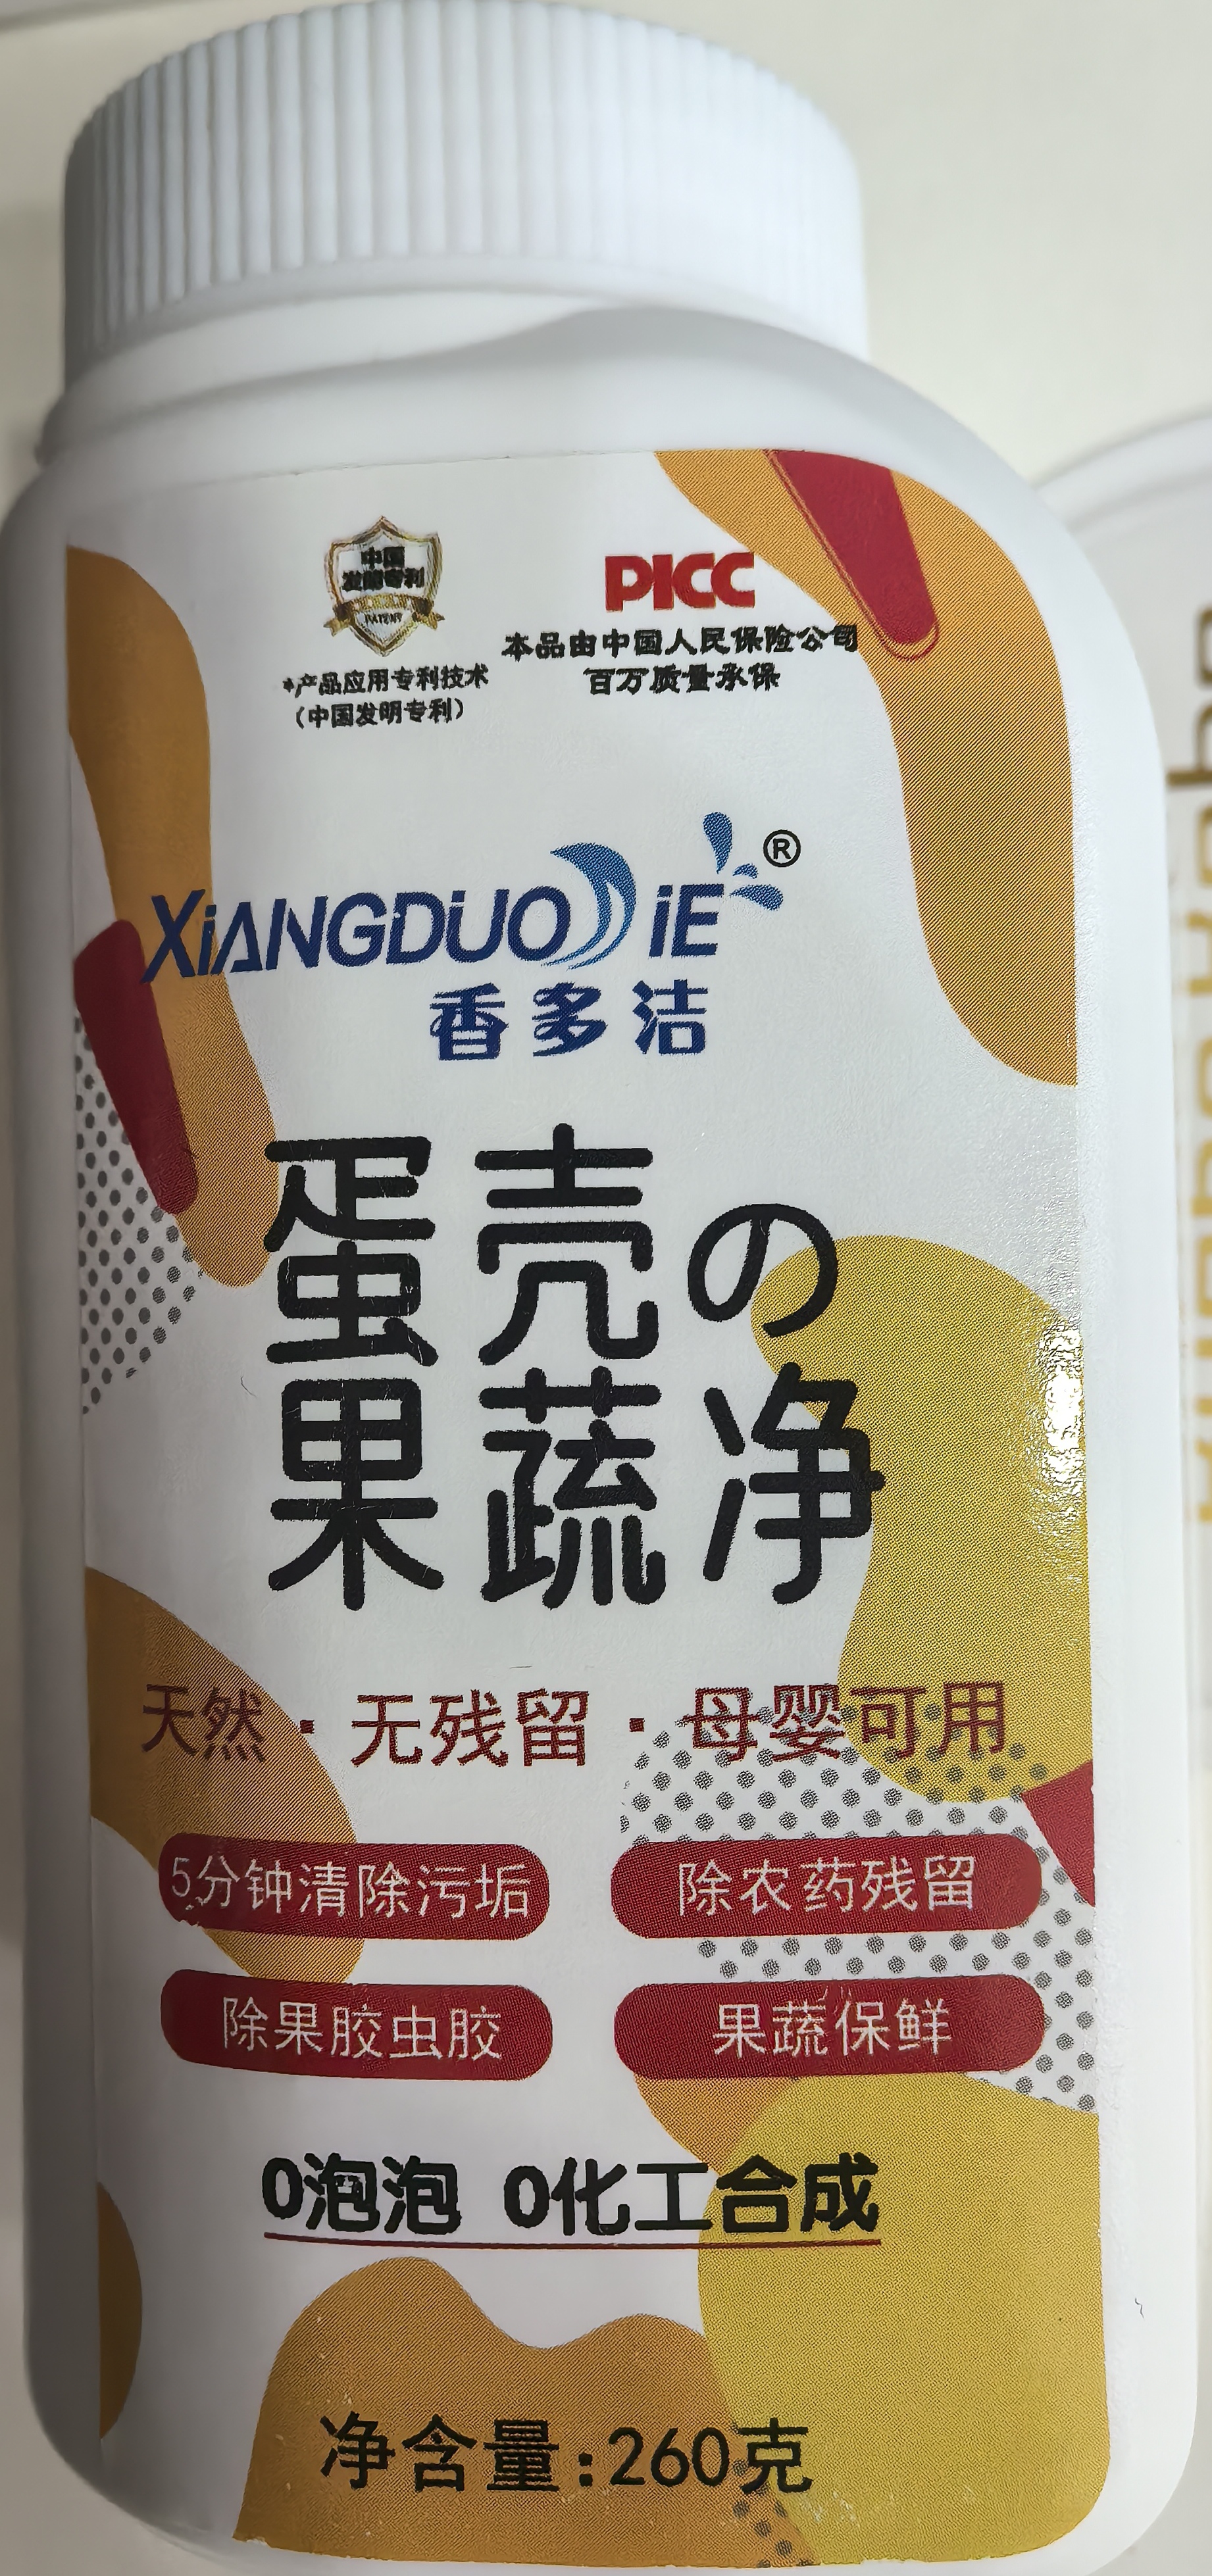 中国
发明专利
PATENT
*产品应用专利技术
（中国发明专利）
PICC
本品由中国人民保险公司
百万质量承保
XiANGDUOJiE®
香多洁
蛋壳の
果蔬净
天然·无残留·母婴可用
5分钟清除污垢
除农药残留
除果胶虫胶
果蔬保鲜
0泡泡 0化工合成
净含量:260克